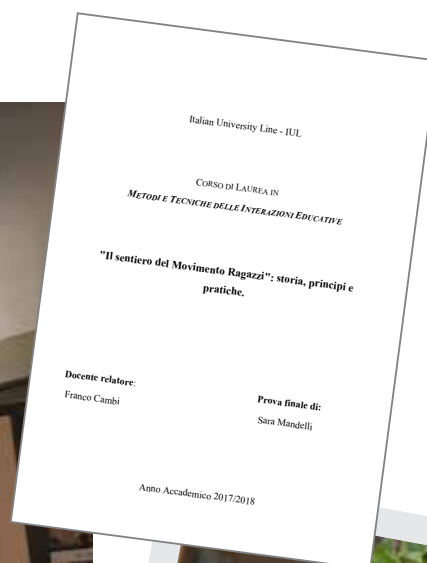 Italian University Line - IUL
CORSO DI LAUREA IN
METODI E TECNICHE DELLE INTERAZIONI EDUCATIVE
"Il sentiero del Movimento Ragazzi": storia, principi e
pratiche.
Docente relatore:
Franco Cambi
Prova finale di:
Sara Mandelli
Anno Accademico 2017/2018